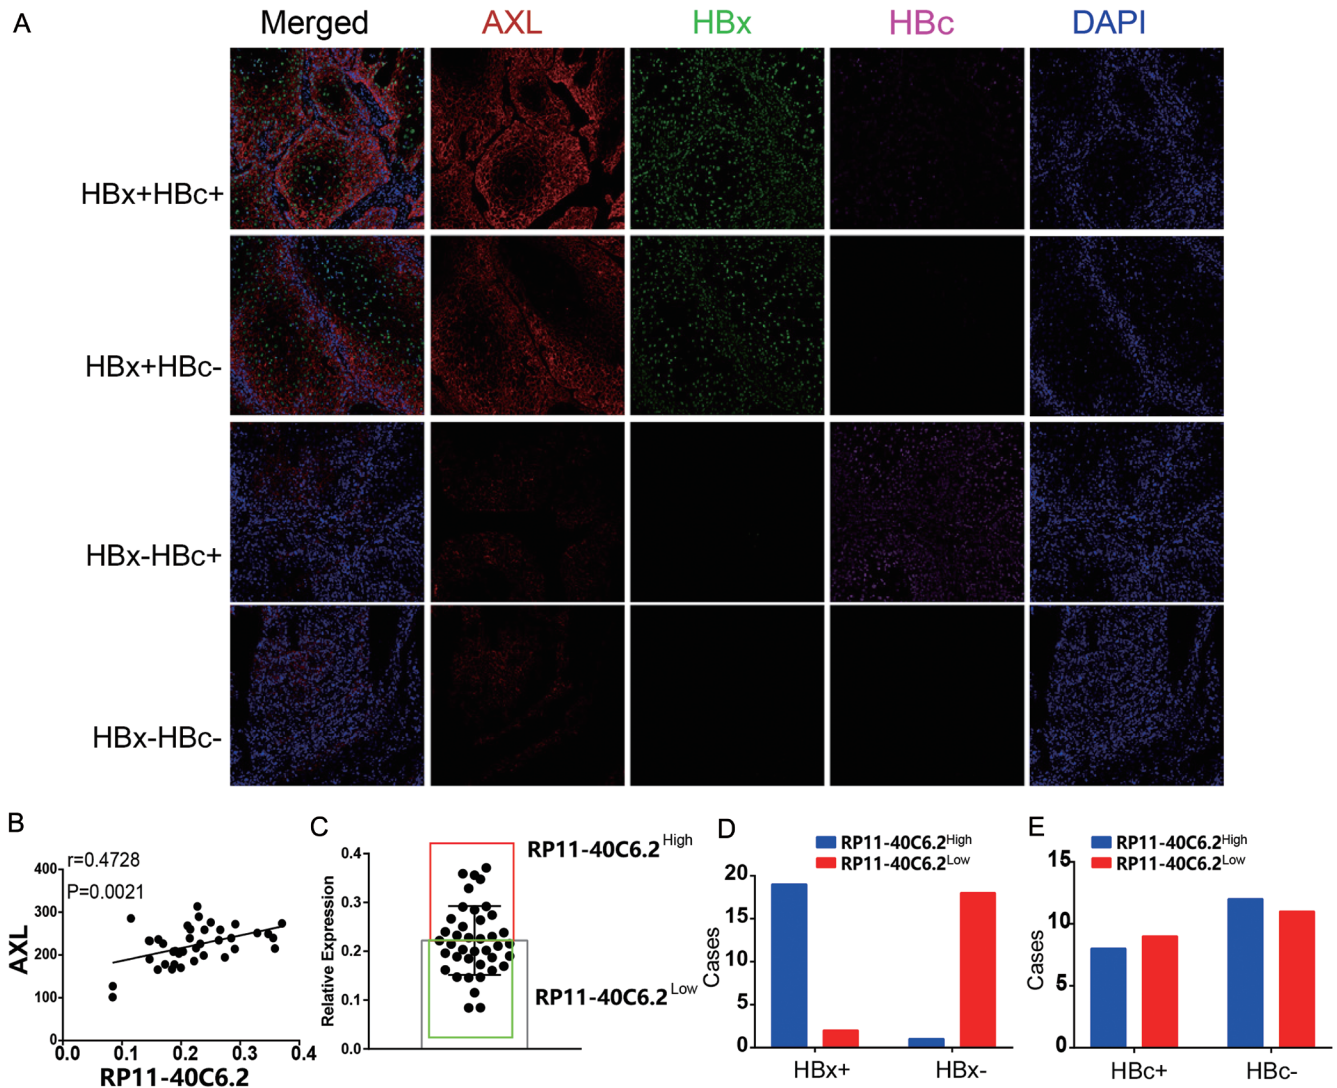 A
Merged AXL HBx HBc DAPI
HBx+HBc+
HBx+HBc-
HBx-HBc+
HBx-HBc-
B
r=0.4728
P=0.0021
AXL
400
300
200
100
0
0.0 0.1 0.2 0.3 0.4
RP11-40C6.2
C
Relative Expression
0.4
0.3
0.2
0.1
0.0
RP11-40C6.2High
RP11-40C6.2Low
D
RP11-40C6.2High
RP11-40C6.2Low
Cases
20
15
10
5
0
HBx+ HBx-
E
RP11-40C6.2High
RP11-40C6.2Low
Cases
15
10
5
0
HBc+ HBc-